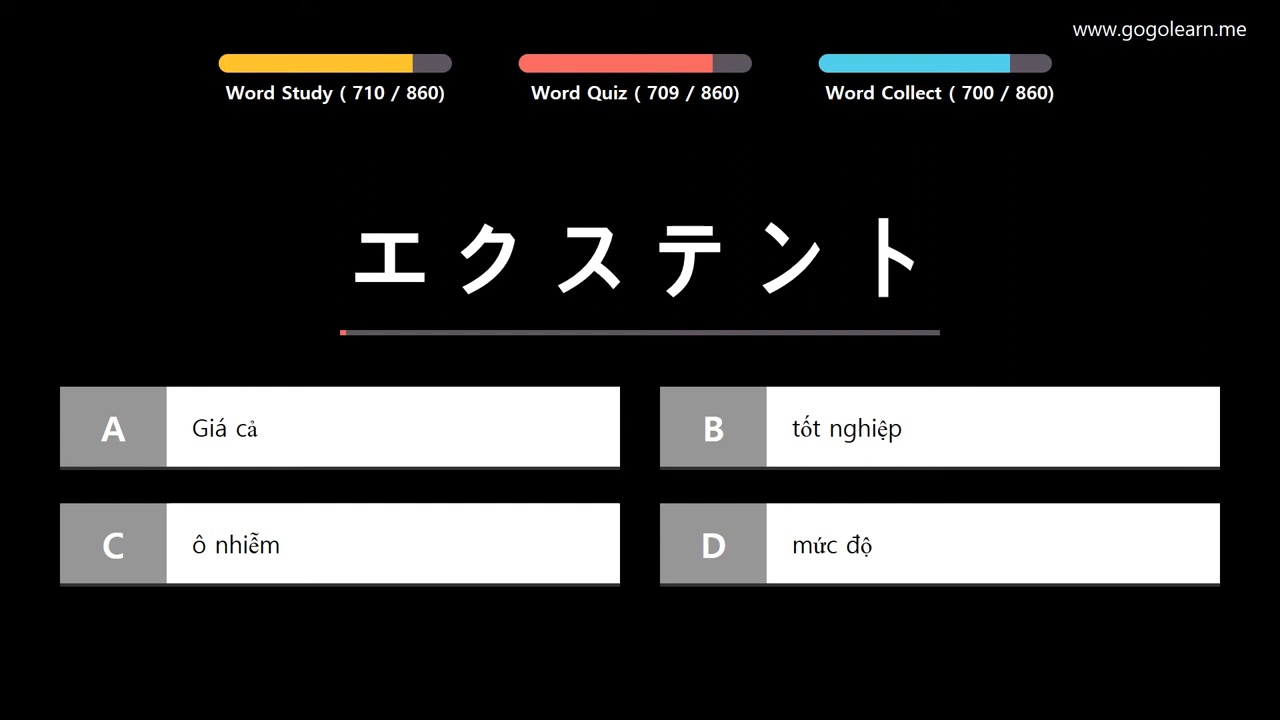 www.gogolearn.me
Word Study ( 710 / 860)
Word Quiz ( 709 / 860)
Word Collect ( 700 / 860)
エクステント
A
Giá cả
B
tốt nghiệp
C
ô nhiễm
D
mức độ